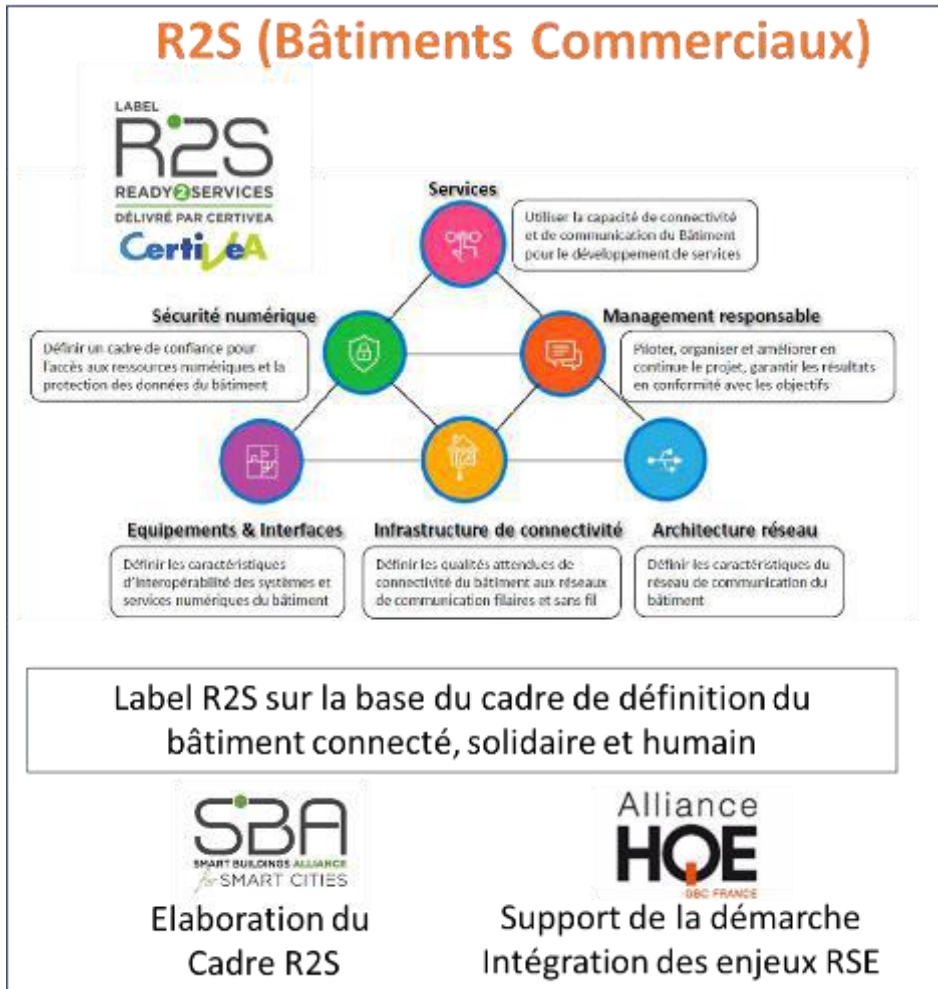 R2S (Bâtiments Commerciaux)
LABEL
R2S
READY2SERVICES
DÉLIVRÉ PAR CERTIVEA
CertiveA
Services
Utiliser la capacité de connectivité
et de communication du Bâtiment
pour le développement de services
Sécurité numérique
Définir un cadre de confiance pour
l'accès aux ressources numériques et la
protection des données du bâtiment
Management responsable
Piloter, organiser et améliorer en
continue le projet, garantir les résultats
en conformité avec les objectifs
Equipements & Interfaces
Définir les caractéristiques
d'interopérabilité des systèmes et
services numériques du bâtiment
Infrastructure de connectivité
Définir les qualités attendues de
connectivité du bâtiment aux réseaux
de communication filaires et sans fil
Architecture réseau
Définir les caractéristiques du
réseau de communication du
bâtiment
Label R2S sur la base du cadre de définition du
bâtiment connecté, solidaire et humain
SBA
SMART BUILDINGS ALLIANCE
for SMART CITIES
Elaboration du
Cadre R2S
Alliance
HQE
GBC FRANCE
Support de la démarche
Intégration des enjeux RSE